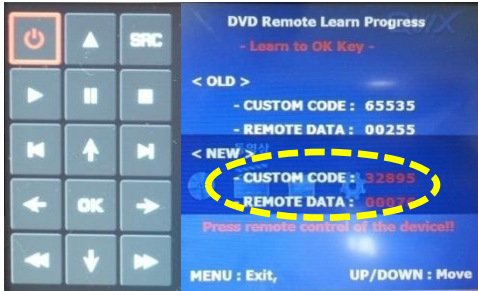 SRC
OK
DVD Remote Learn Progress
- Learn to OK Key -
< OLD >
- CUSTOM CODE : 65535
- REMOTE DATA : 00255
< NEW >
- CUSTOM CODE : 32895
- REMOTE DATA :
Press remote control of the device!!
MENU : Exit,
UP/DOWN : Move